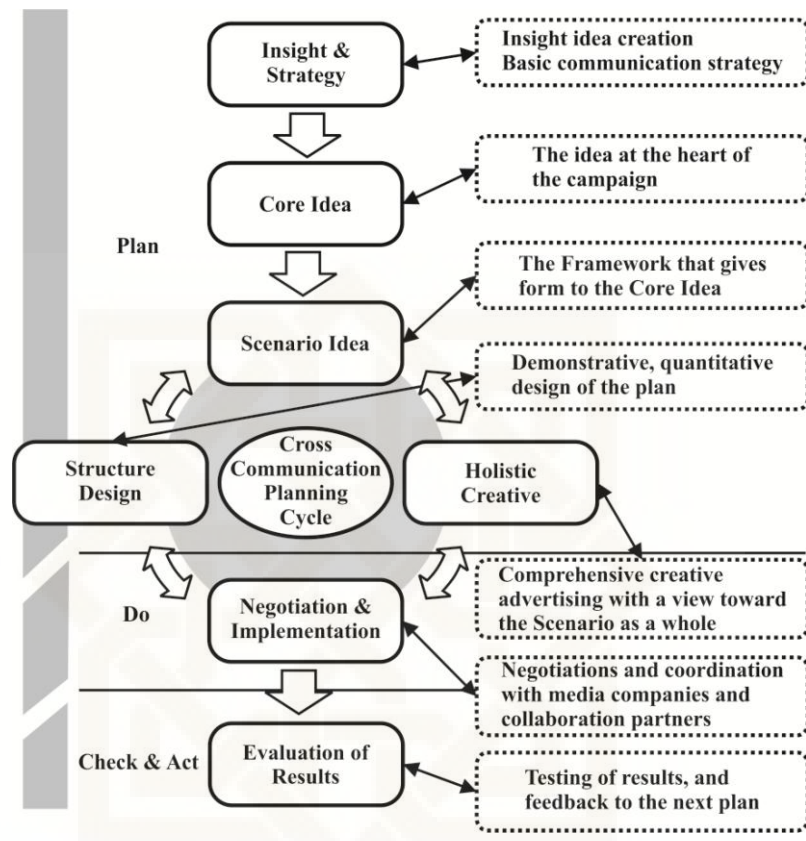 Insight &
Strategy
Insight idea creation
Basic communication strategy
Core Idea
The idea at the heart of
the campaign
Plan
Scenario Idea
The Framework that gives
form to the Core Idea
Demonstrative, quantitative
design of the plan
Structure
Design
Cross
Communication
Planning
Cycle
Holistic
Creative
Do
Negotiation &
Implementation
Comprehensive creative
advertising with a view toward
the Scenario as a whole
Negotiations and coordination
with media companies and
collaboration partners
Check & Act
Evaluation of
Results
Testing of results, and
feedback to the next plan